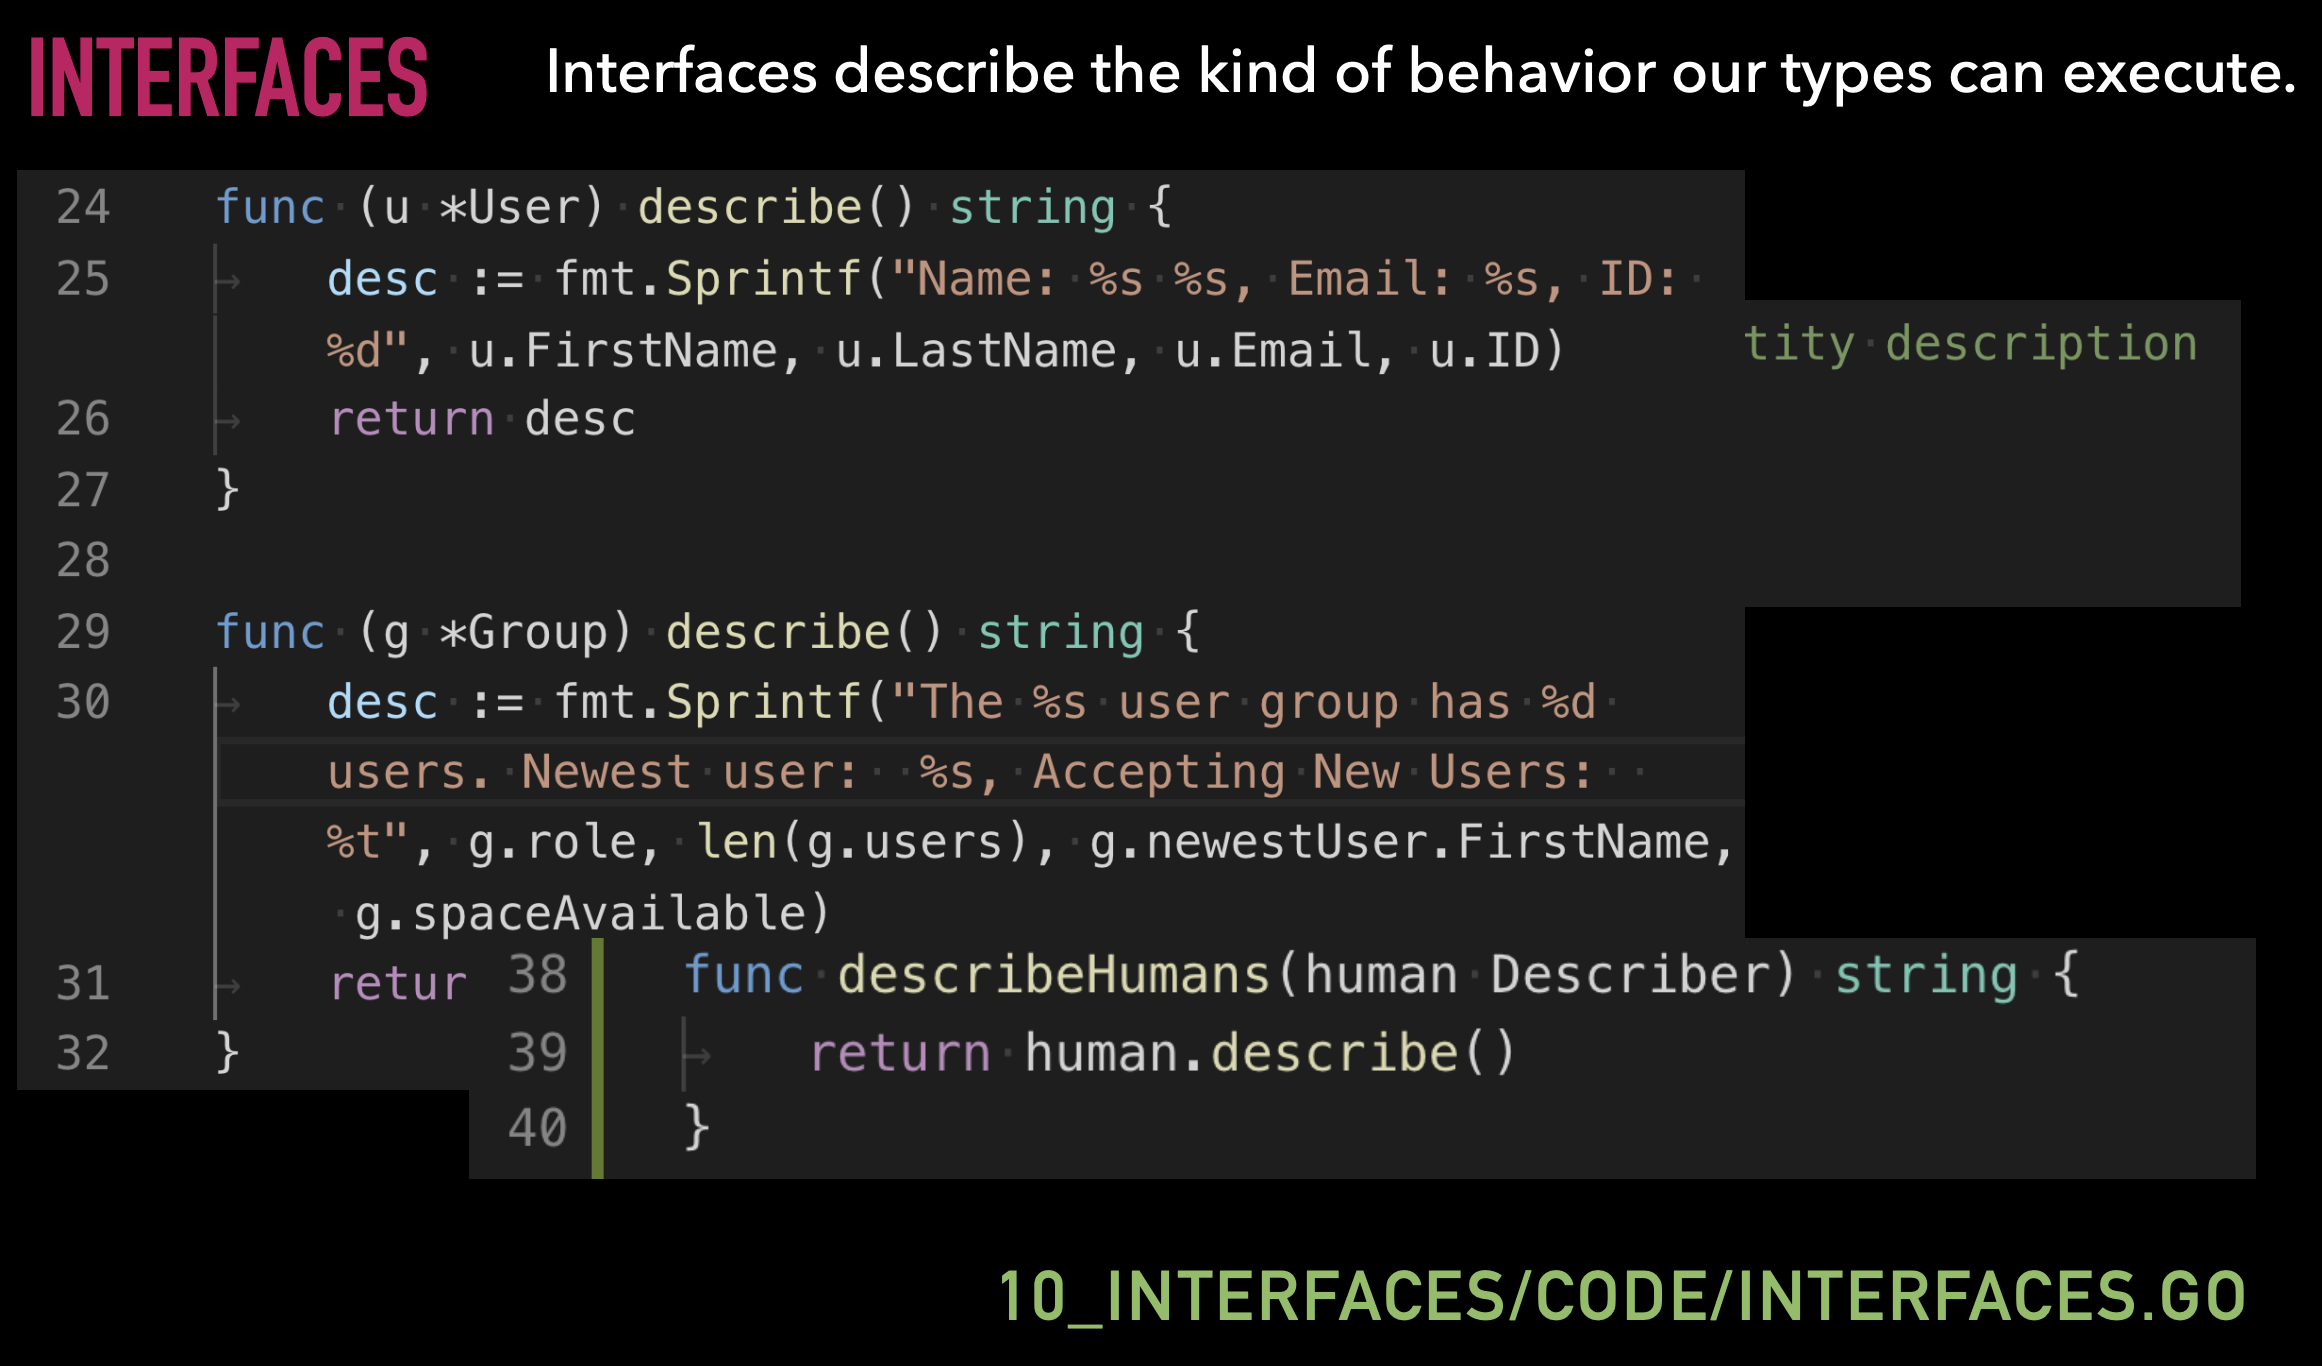 INTERFACES
Interfaces describe the kind of behavior our types can execute.
24 func (u *User) describe() string {
25 desc := fmt.Sprintf("Name: %s %s, Email: %s, ID:
%d", u.FirstName, u.LastName, u.Email, u.ID)
tity description
26 return desc
27 }
28
29 func (g *Group) describe() string {
30 desc := fmt.Sprintf("The %s user group has %d
users. Newest user:  %s, Accepting New Users:
%t", g.role, len(g.users), g.newestUser.FirstName,
g.spaceAvailable)
31 retur
32 }
38 func describeHumans(human Describer) string {
39 return human.describe()
40 }
10_INTERFACES/CODE/INTERFACES.GO